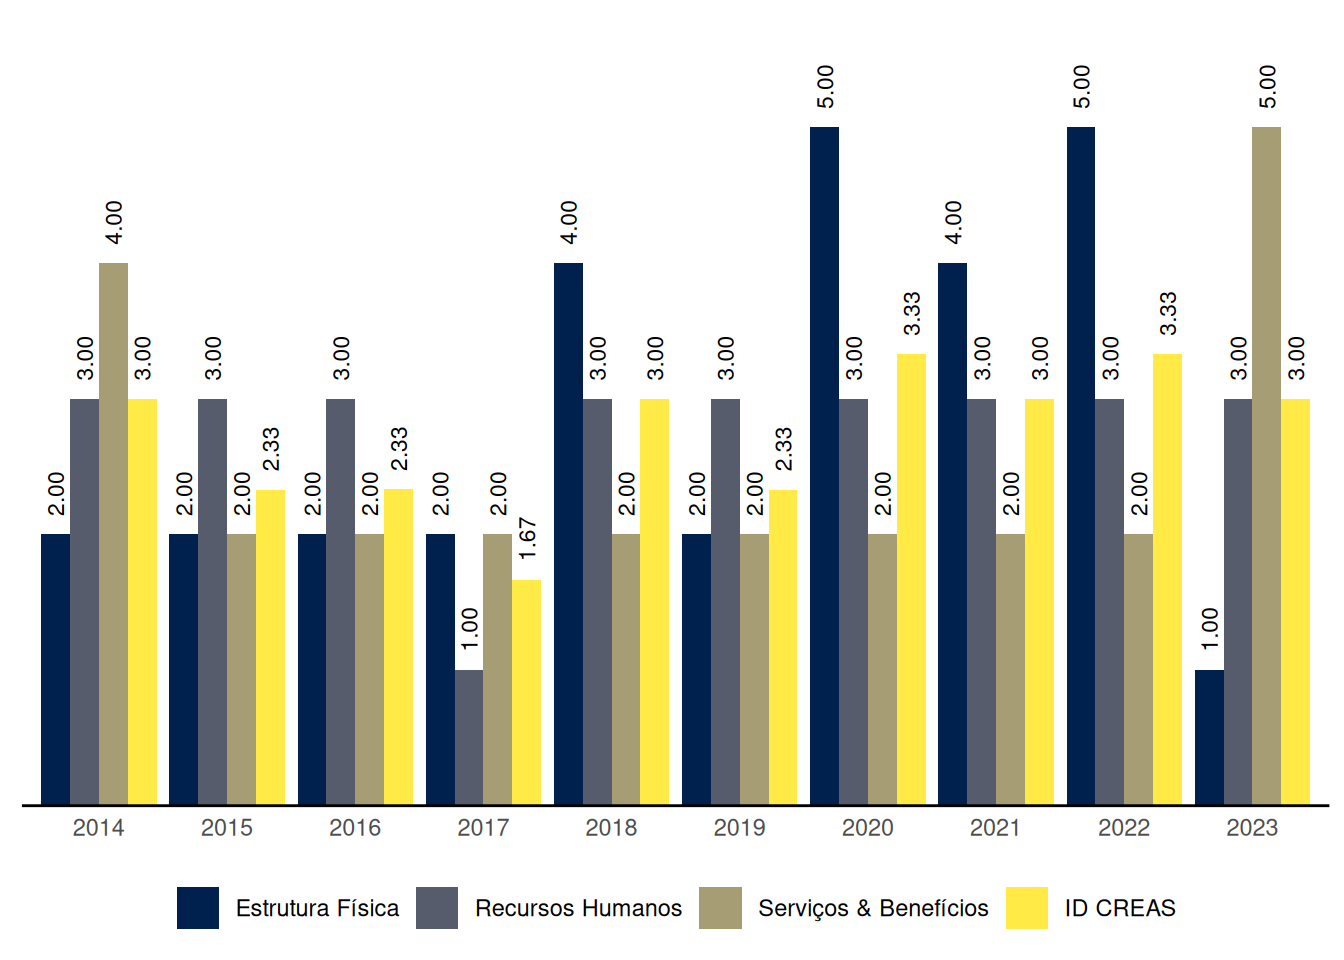 5.00 5.00 5.00
4.00 4.00 4.00
3.33 3.33
3.00 3.00 3.00 3.00 3.00 3.00 3.00 3.00 3.00 3.00 3.00 3.00 3.00
2.33 2.33 2.33
2.00 2.00 2.00 2.00 2.00 2.00 2.00 2.00 2.00 2.00 2.00 2.00 2.00
1.67
1.00 1.00
2014 2015 2016 2017 2018 2019 2020 2021 2022 2023
Estrutura Física Recursos Humanos Serviços & Benefícios ID CREAS